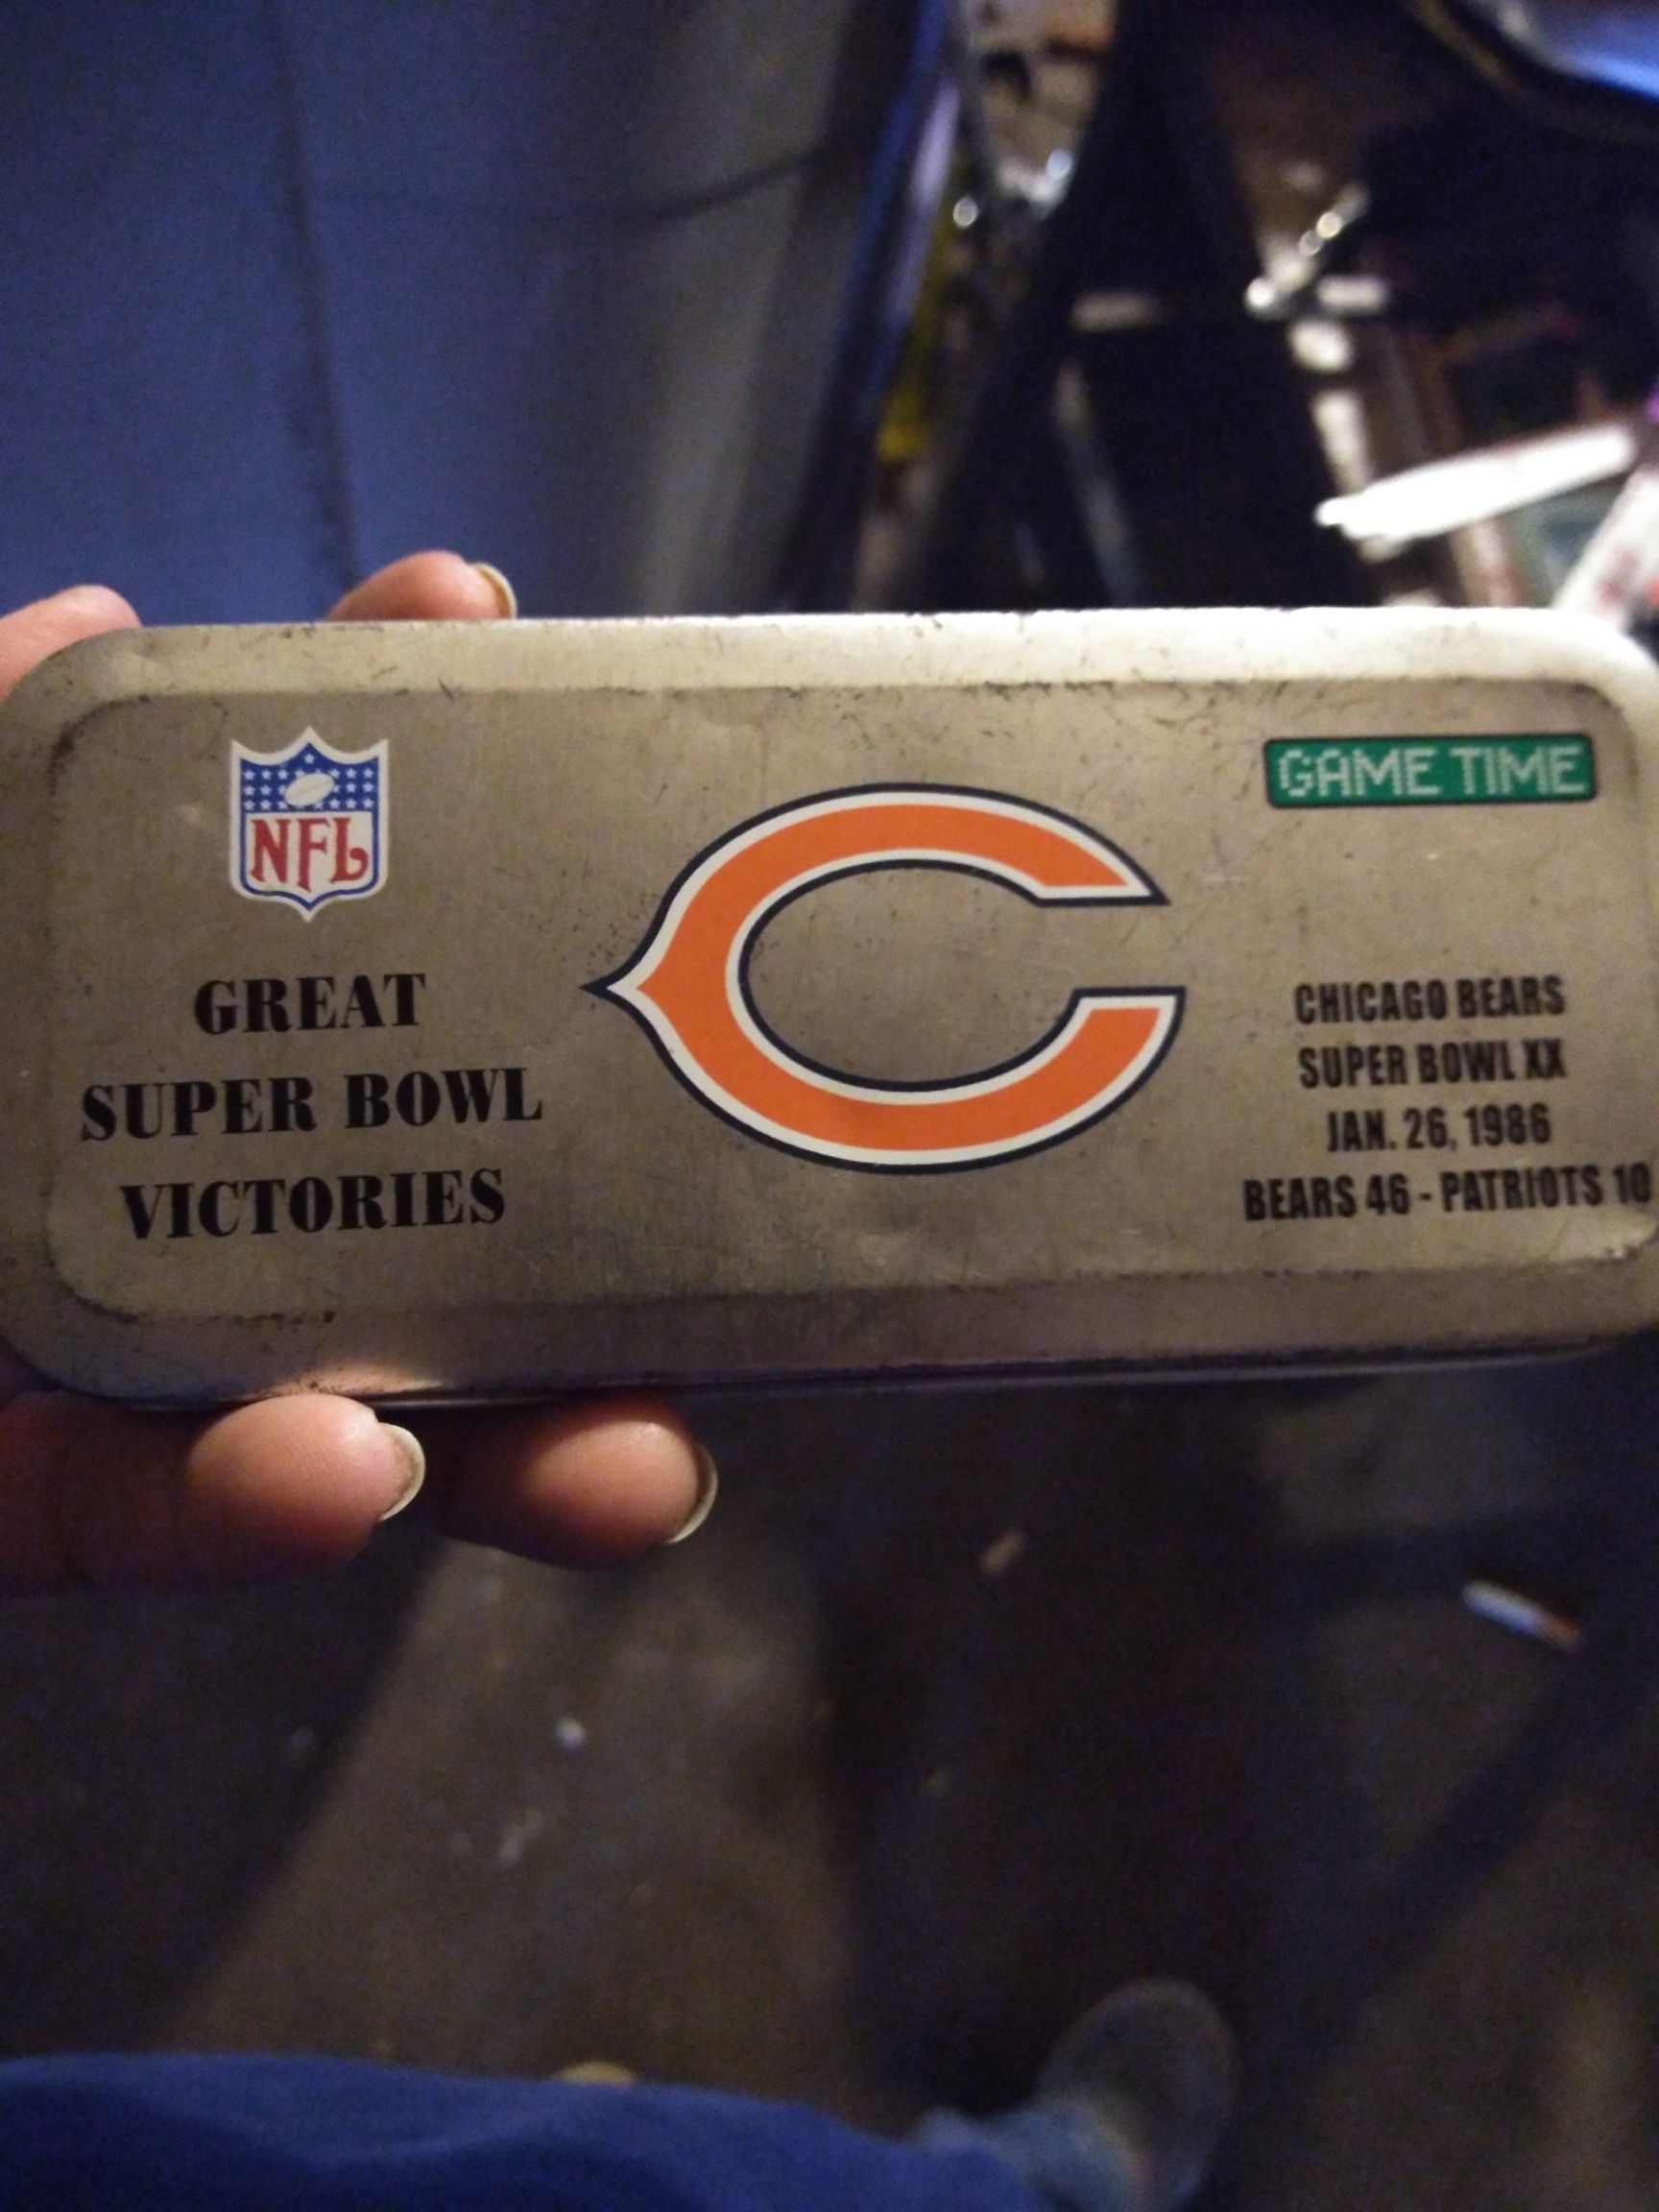 NFL
GREAT
SUPER BOWL
VICTORIES
C
GAME TIME
CHICAGO BEARS
SUPER BOWL XX
JAN. 26, 1986
BEARS 46 - PATRIOTS 10